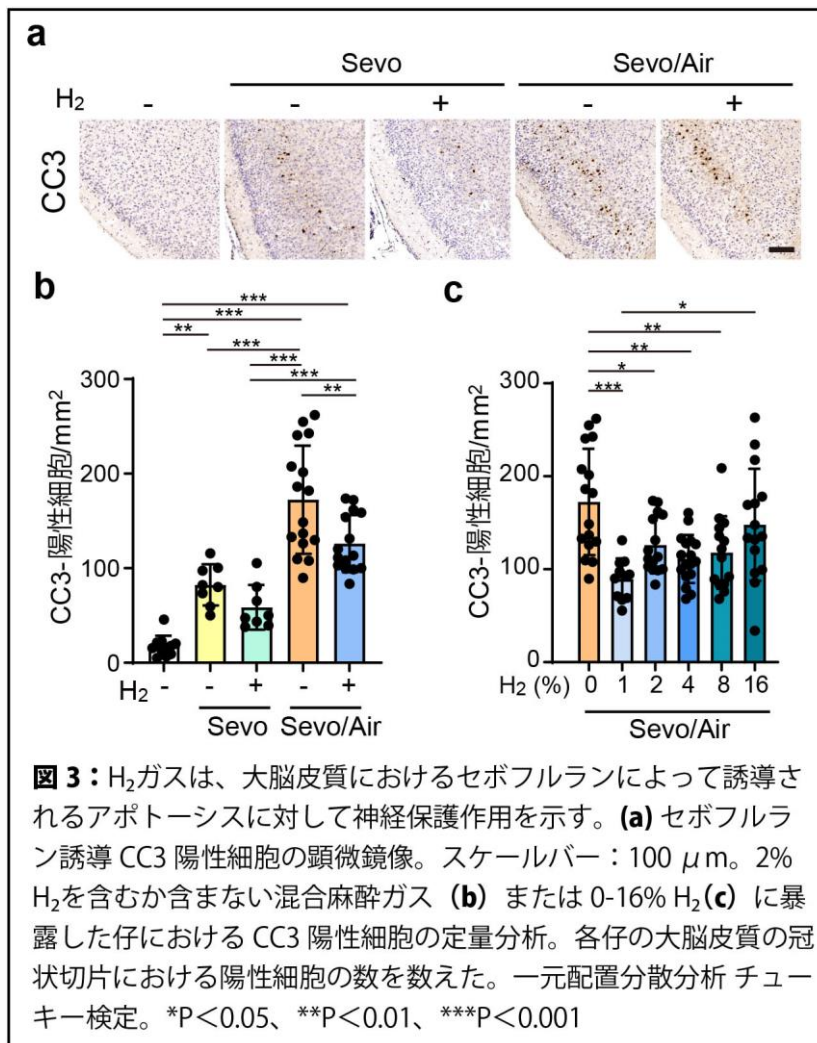 a
Sevo
Sevo/Air
H₂ - - + - +
CC3
b
***
***
**
***
***
***
**
CC3-陽性細胞/mm²
300
200
100
0
H₂ - - + - +
Sevo
Sevo/Air
c
*
**
**
*
***
CC3-陽性細胞/mm²
300
200
100
0
H₂ (%) 0 1 2 4 8 16
Sevo/Air
図3：H₂ガスは、大脳皮質におけるセボフルランによって誘導さ
れるアポトーシスに対して神経保護作用を示す。(a) セボフルラ
ン誘導 CC3 陽性細胞の顕微鏡像。スケールバー：100 μm。2%
H₂を含むか含まない混合麻酔ガス（b）または 0-16% H₂(c）に暴
露した仔における CC3 陽性細胞の定量分析。各仔の大脳皮質の冠
状切片における陽性細胞の数を数えた。一元配置分散分析 チュー
キー検定。*P＜0.05、**P＜0.01、***P＜0.001